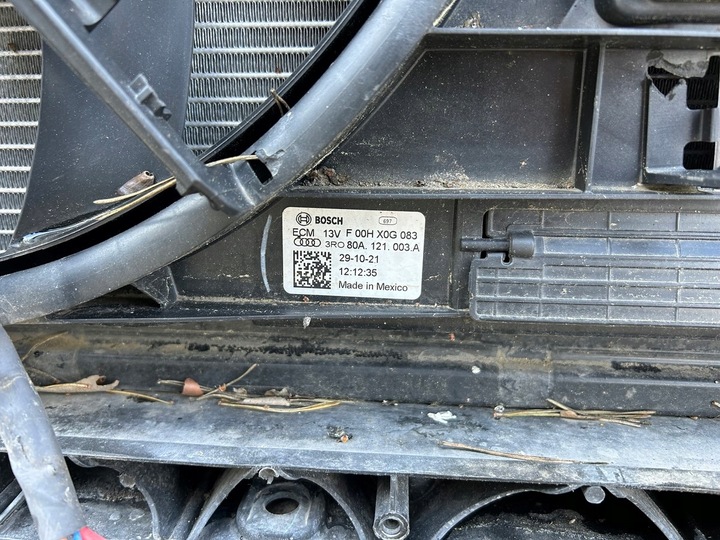 BOSCH 697
ECM 13V F 00H X0G 083
3RO 80A.121.003.A
29-10-21
12:12:35
Made in Mexico